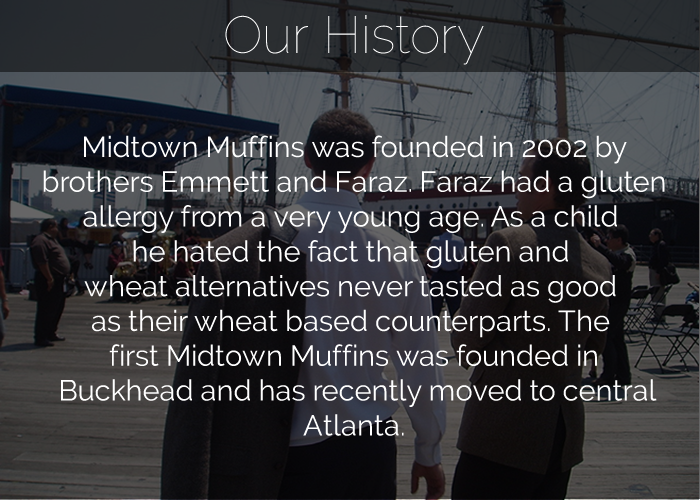 Our History
Midtown Muffins was founded in 2002 by
brothers Emmett and Faraz. Faraz had a gluten
allergy from a very young age. As a child
he hated the fact that gluten and
wheat alternatives never tasted as good
as their wheat based counterparts. The
first Midtown Muffins was founded in
Buckhead and has recently moved to central
Atlanta.